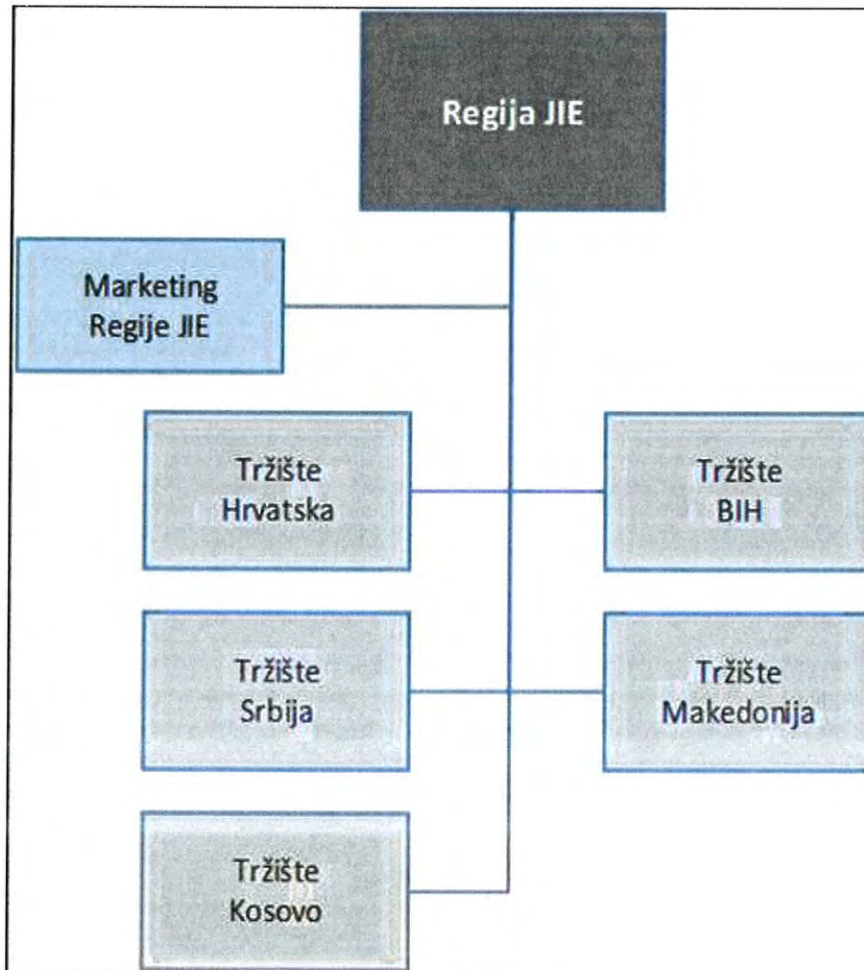 Regija JIE
Marketing
Regije JIE
Tržište
Hrvatska
Tržište
BIH
Tržište
Srbija
Tržište
Makedonija
Tržište
Kosovo